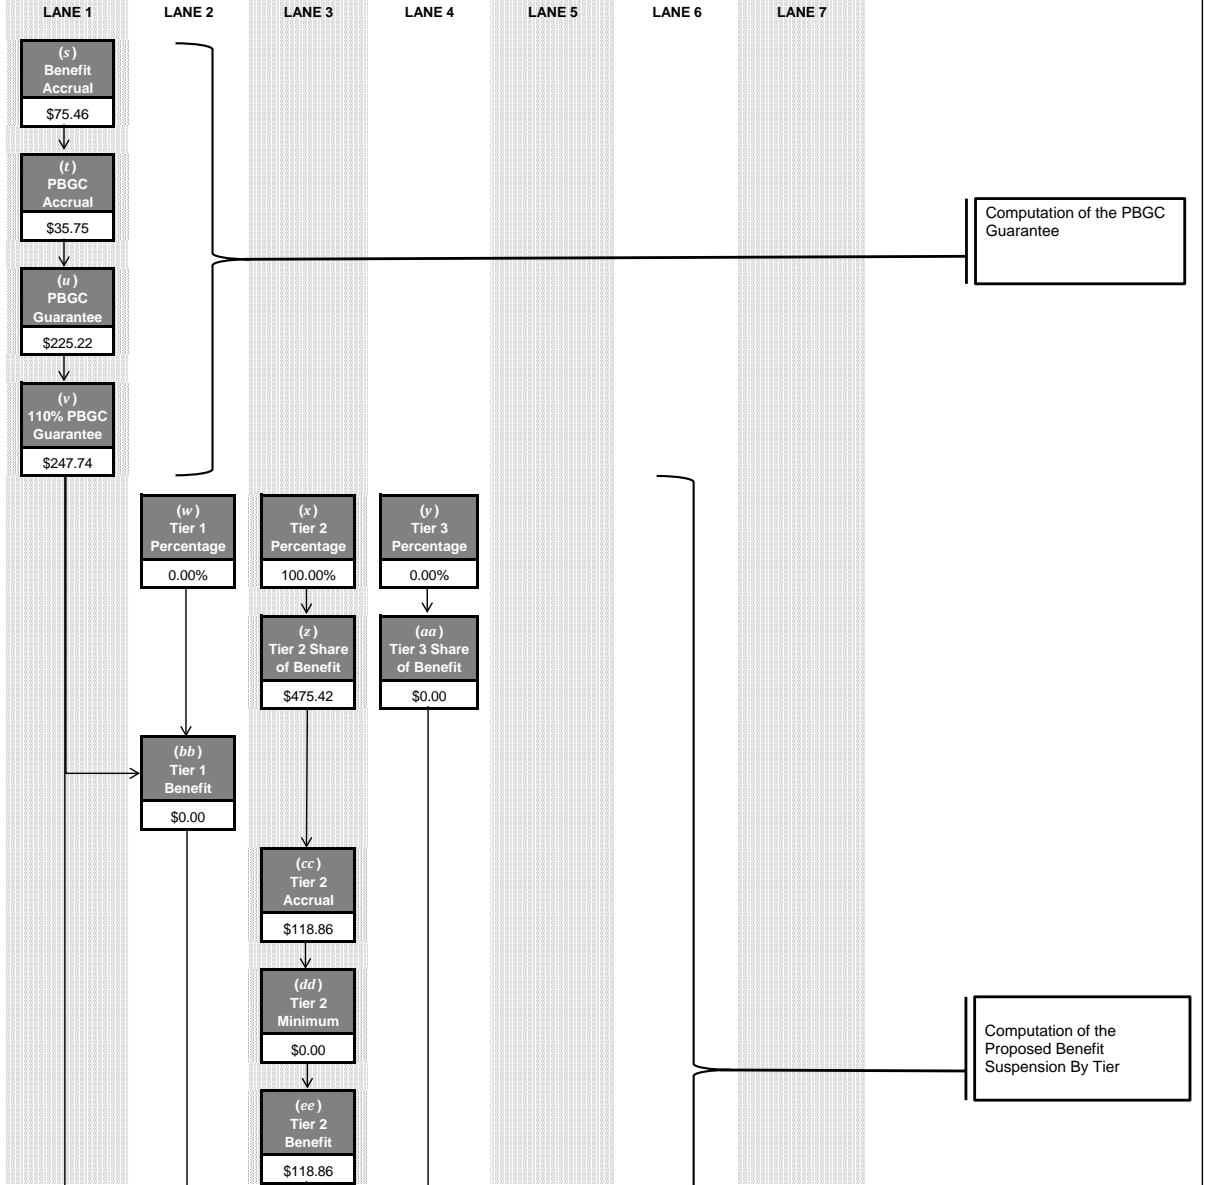 LANE 1 LANE 2 LANE 3 LANE 4 LANE 5 LANE 6 LANE 7
(s)
Benefit
Accrual
$75.46
(t)
PBGC
Accrual
$35.75
(u)
PBGC
Guarantee
$225.22
(v)
110% PBGC
Guarantee
$247.74
Computation of the PBGC
Guarantee
(w)
Tier 1
Percentage
0.00%
(x)
Tier 2
Percentage
100.00%
(y)
Tier 3
Percentage
0.00%
(z)
Tier 2 Share
of Benefit
$475.42
(aa)
Tier 3 Share
of Benefit
$0.00
(bb)
Tier 1
Benefit
$0.00
(cc)
Tier 2
Accrual
$118.86
(dd)
Tier 2
Minimum
$0.00
(ee)
Tier 2
Benefit
$118.86
Computation of the
Proposed Benefit
Suspension By Tier